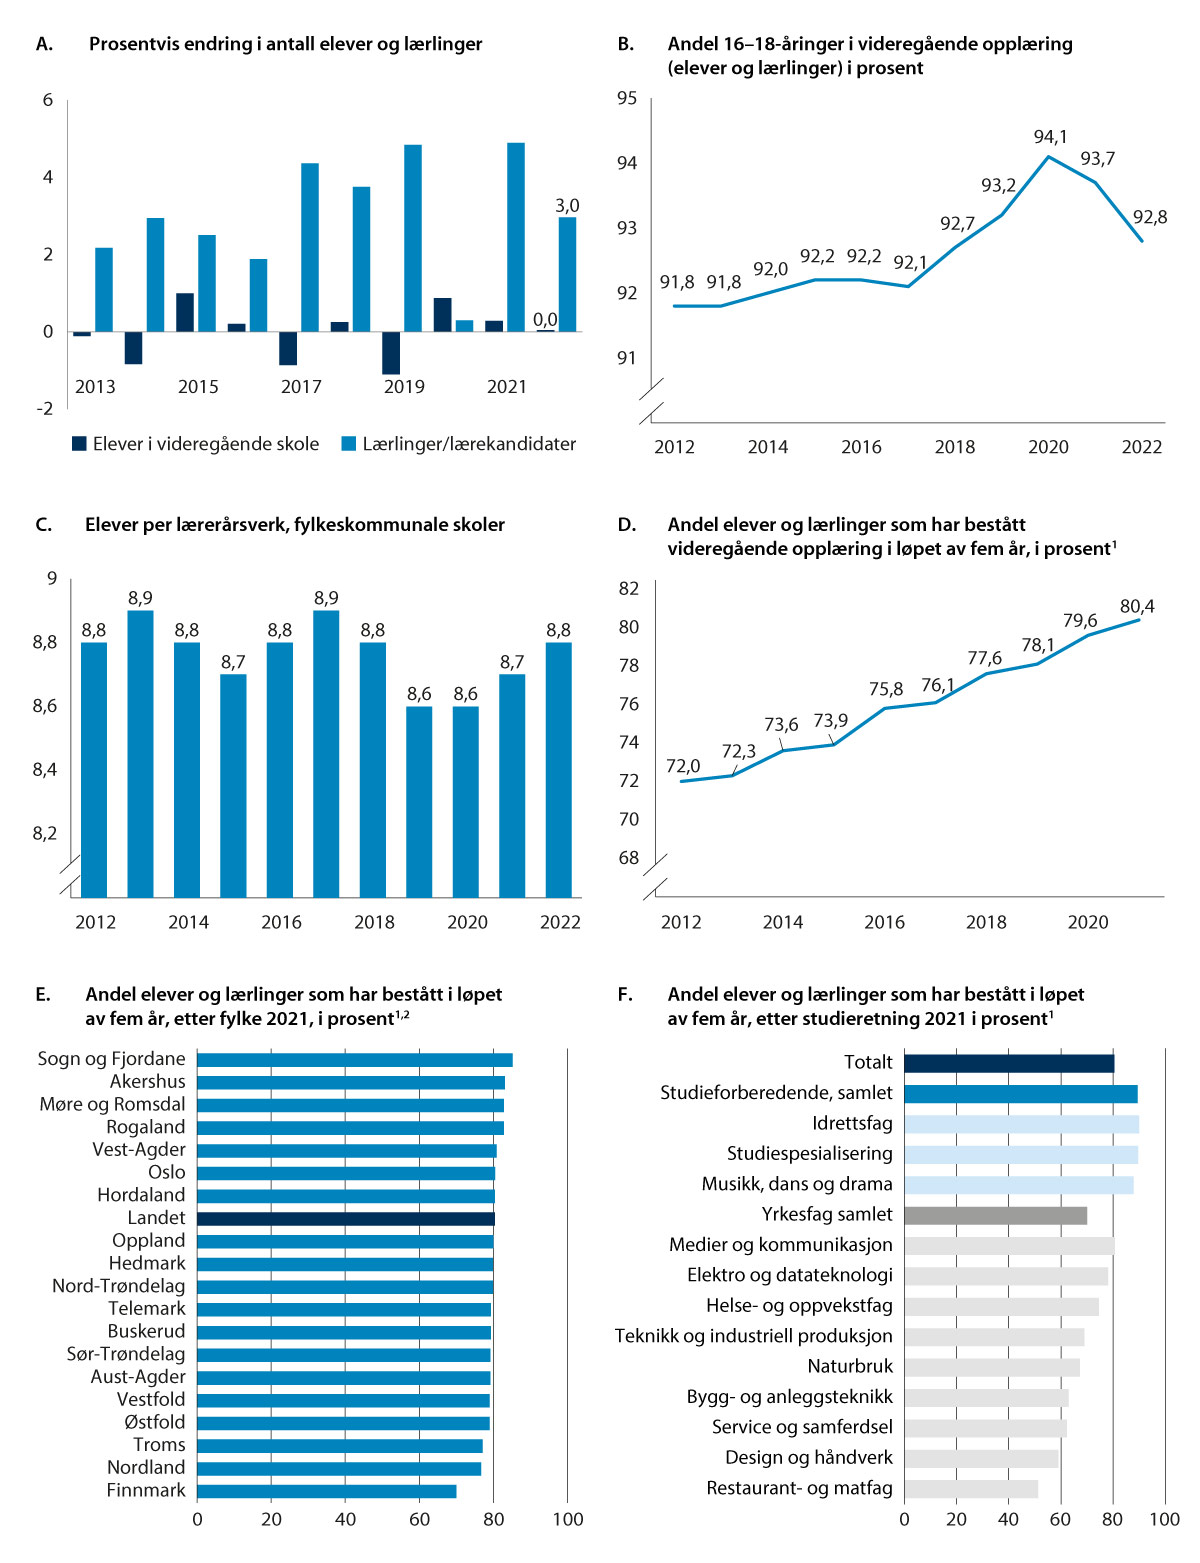 A. Prosentvis endring i antall elever og lærlinger
6
4
2
0
-2
3,0
0,0
2013 2015 2017 2019 2021
Elever i videregående skole Lærlinger/lærekandidater
B. Andel 16–18-åringer i videregående opplæring
(elever og lærlinger) i prosent
95
94
93
92
91
91,8 91,8 92,0 92,2 92,2 92,1 92,7 93,2 94,1 93,7 92,8
2012 2014 2016 2018 2020 2022
C. Elever per lærerårsverk, fylkeskommunale skoler
9
8,8
8,6
8,4
8,2
8,8 8,9 8,8 8,7 8,8 8,9 8,8 8,6 8,6 8,7 8,8
2012 2014 2016 2018 2020 2022
D. Andel elever og lærlinger som har bestått
videregående opplæring i løpet av fem år, i prosent¹
82
80
78
76
74
72
70
68
72,0 72,3 73,6 73,9 75,8 76,1 77,6 78,1 79,6 80,4
2012 2014 2016 2018 2020
E. Andel elever og lærlinger som har bestått i løpet
av fem år, etter fylke 2021, i prosent¹,²
Sogn og Fjordane
Akershus
Møre og Romsdal
Rogaland
Vest-Agder
Oslo
Hordaland
Landet
Oppland
Hedmark
Nord-Trøndelag
Telemark
Buskerud
Sør-Trøndelag
Aust-Agder
Vestfold
Østfold
Troms
Nordland
Finnmark
0 20 40 60 80 100
F. Andel elever og lærlinger som har bestått i løpet
av fem år, etter studieretning 2021 i prosent¹
Totalt
Studieforberedende, samlet
Idrettsfag
Studiespesialisering
Musikk, dans og drama
Yrkesfag samlet
Medier og kommunikasjon
Elektro og datateknologi
Helse- og oppvekstfag
Teknikk og industriell produksjon
Naturbruk
Bygg- og anleggsteknikk
Service og samferdsel
Design og håndverk
Restaurant- og matfag
0 20 40 60 80 100